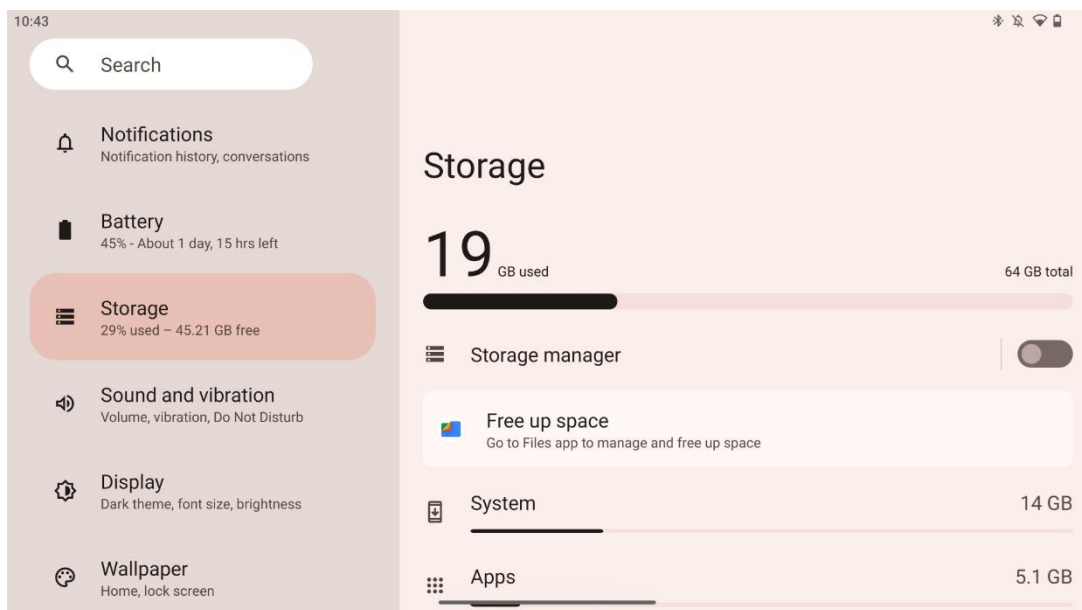 10:43
Search
Notifications
Notification history, conversations
Battery
45% - About 1 day, 15 hrs left
Storage
29% used – 45.21 GB free
Sound and vibration
Volume, vibration, Do Not Disturb
Display
Dark theme, font size, brightness
Wallpaper
Home, lock screen
Storage
19 GB used
64 GB total
Storage manager
Free up space
Go to Files app to manage and free up space
System 14 GB
Apps 5.1 GB